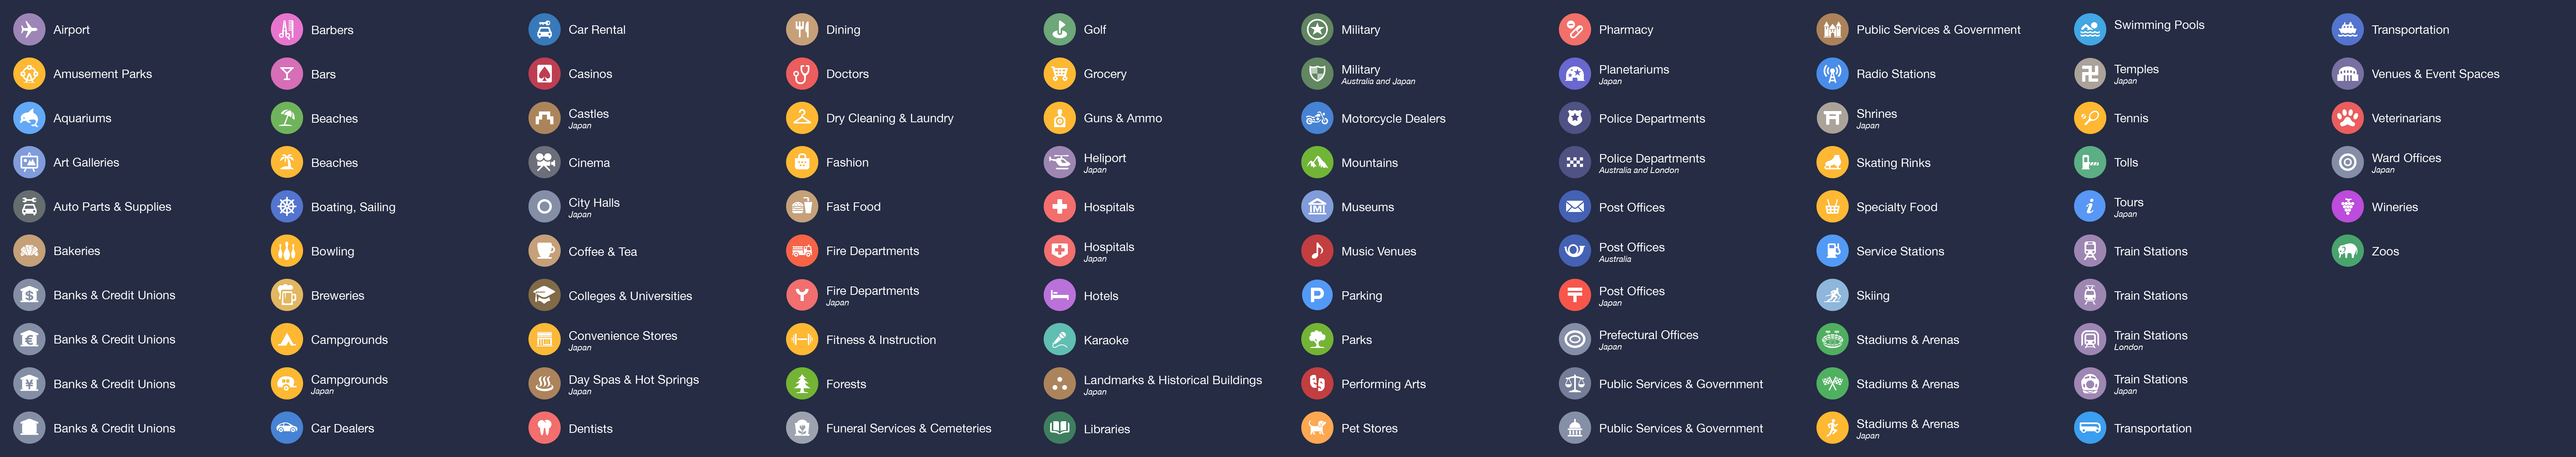 Airport
Amusement Parks
Aquariums
Art Galleries
Auto Parts & Supplies
Bakeries
$
Banks & Credit Unions
€
Banks & Credit Unions
¥
Banks & Credit Unions
Banks & Credit Unions
Barbers
Bars
Beaches
Beaches
Boating, Sailing
Bowling
Breweries
Campgrounds
Campgrounds
Japan
Car Dealers
Car Rental
Casinos
Castles
Japan
Cinema
City Halls
Japan
Coffee & Tea
Colleges & Universities
Convenience Stores
Japan
Day Spas & Hot Springs
Japan
Dentists
Dining
Doctors
Dry Cleaning & Laundry
Fashion
Fast Food
Fire Departments
Fire Departments
Japan
Fitness & Instruction
Forests
Funeral Services & Cemeteries
Golf
Grocery
Guns & Ammo
Heliport
Japan
Hospitals
Hospitals
Japan
Hotels
Karaoke
Landmarks & Historical Buildings
Japan
Libraries
Military
Military
Australia and Japan
Motorcycle Dealers
Mountains
M
Museums
Music Venues
P
Parking
Parks
Performing Arts
Pet Stores
Pharmacy
Planetariums
Japan
Police Departments
Police Departments
Australia and London
Post Offices
Post Offices
Australia
Post Offices
Japan
Prefectural Offices
Japan
Public Services & Government
Public Services & Government
Public Services & Government
Radio Stations
Shrines
Japan
Skating Rinks
Specialty Food
Service Stations
Skiing
Stadiums & Arenas
Stadiums & Arenas
Stadiums & Arenas
Japan
Swimming Pools
Temples
Japan
Tennis
Tolls
i
Tours
Japan
Train Stations
Train Stations
Train Stations
London
Train Stations
Japan
Transportation
Transportation
Venues & Event Spaces
Veterinarians
Ward Offices
Japan
Wineries
Zoos